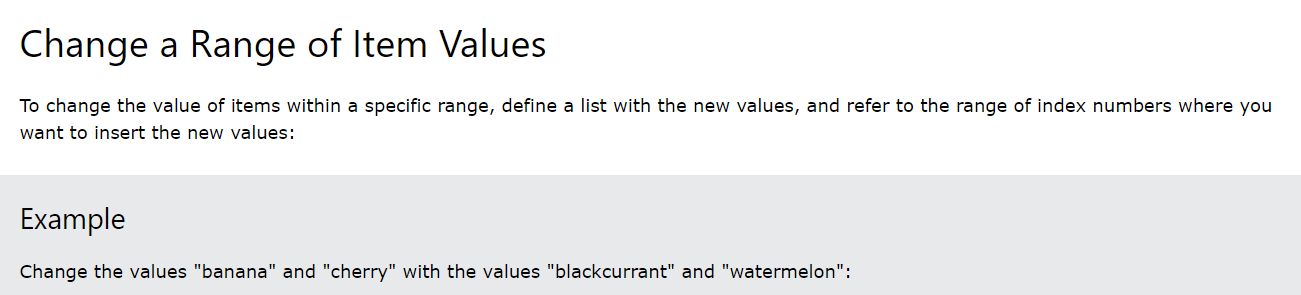 Change a Range of Item Values
To change the value of items within a specific range, define a list with the new values, and refer to the range of index numbers where you
want to insert the new values:
Example
Change the values "banana" and "cherry" with the values "blackcurrant" and "watermelon":